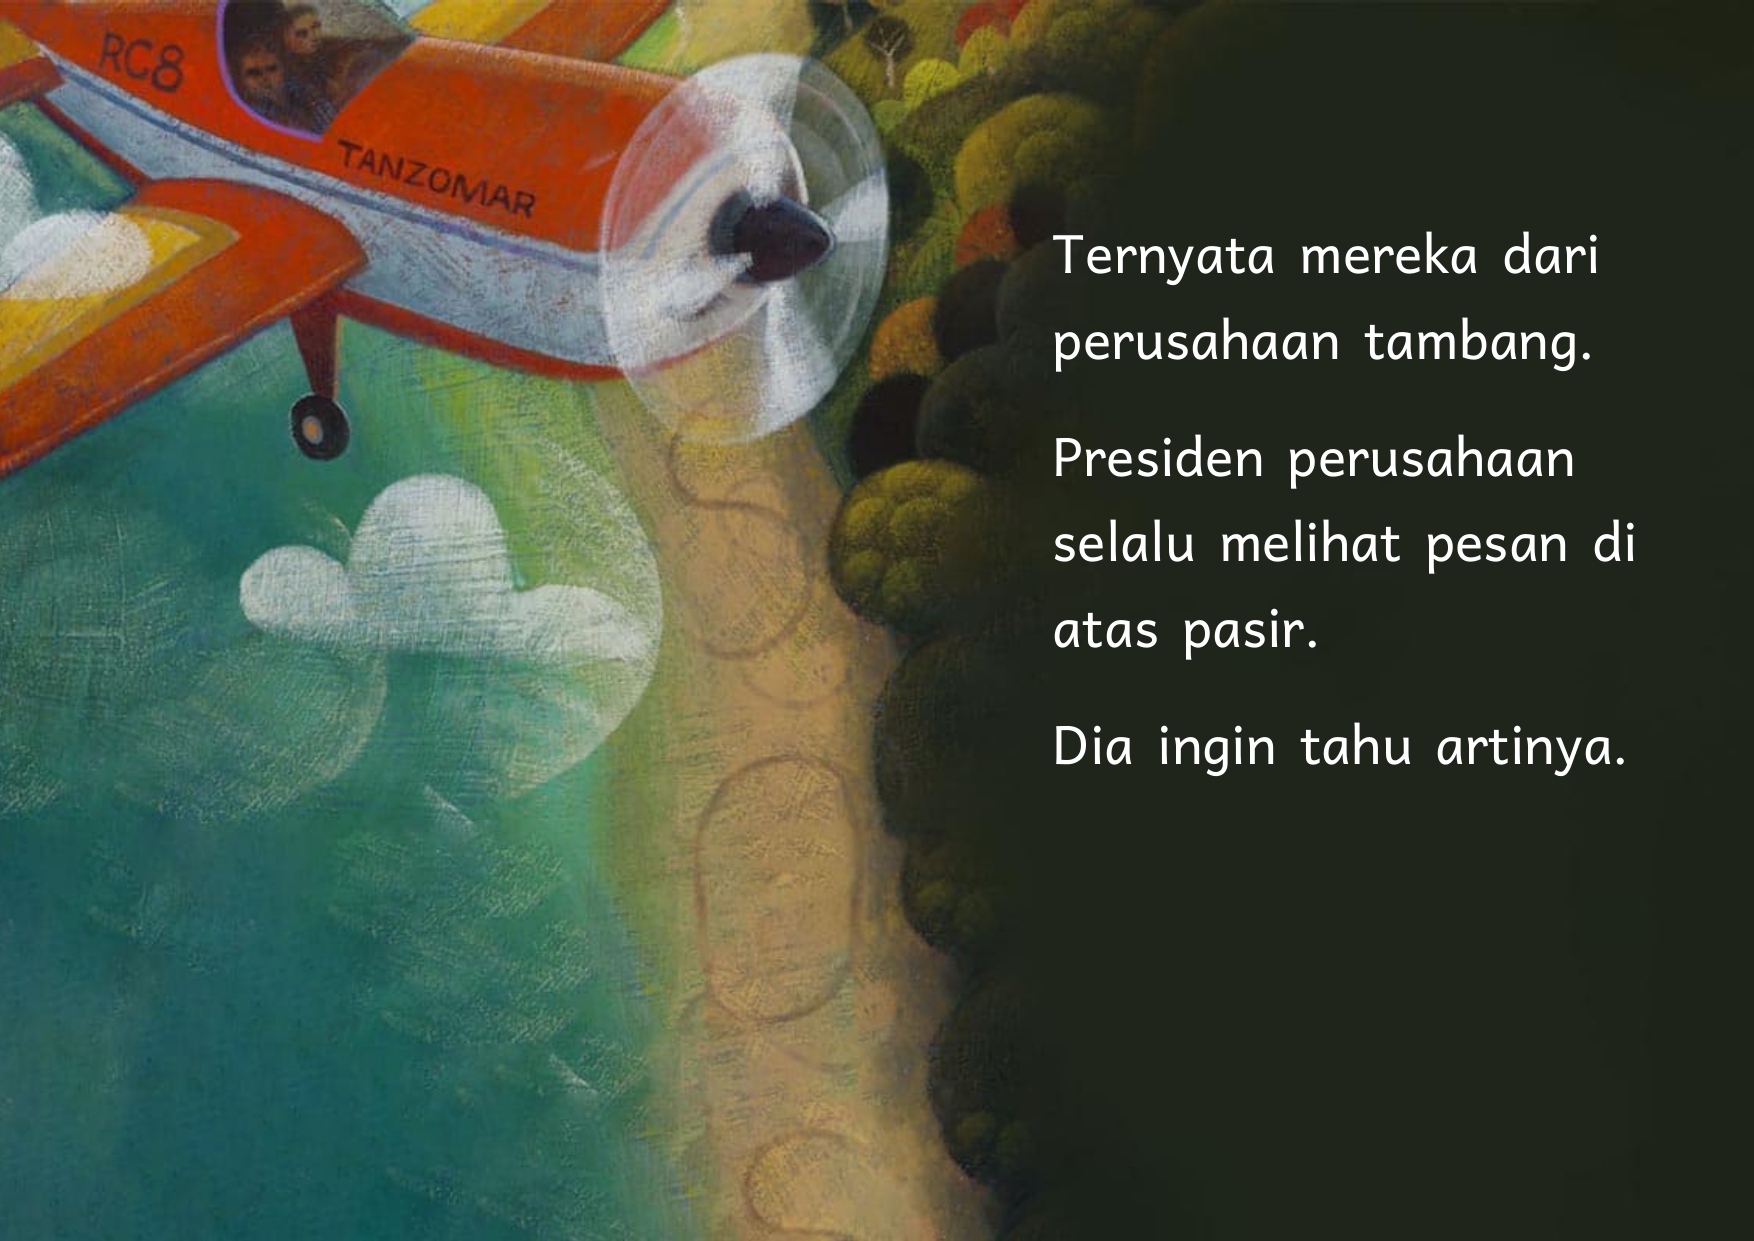 RC8
TANZOMAR
Ternyata mereka dari
perusahaan tambang.
Presiden perusahaan
selalu melihat pesan di
atas pasir.
Dia ingin tahu artinya.